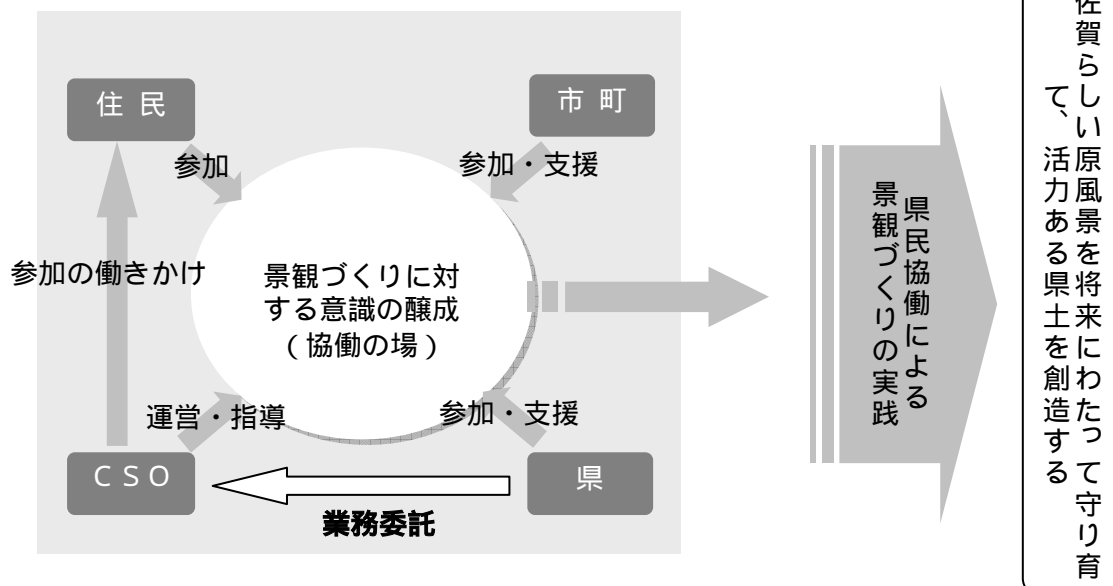 住 民
市 町
参加
参加・支援
参加の働きかけ
景観づくりに対
する意識の醸成
（協働の場）
運営・指導
参加・支援
ＣＳＯ
県
業務委託
県民協働による
景観づくりの実践
佐賀らしい原風景を将来にわたって守り育
て、活力ある県土を創造する